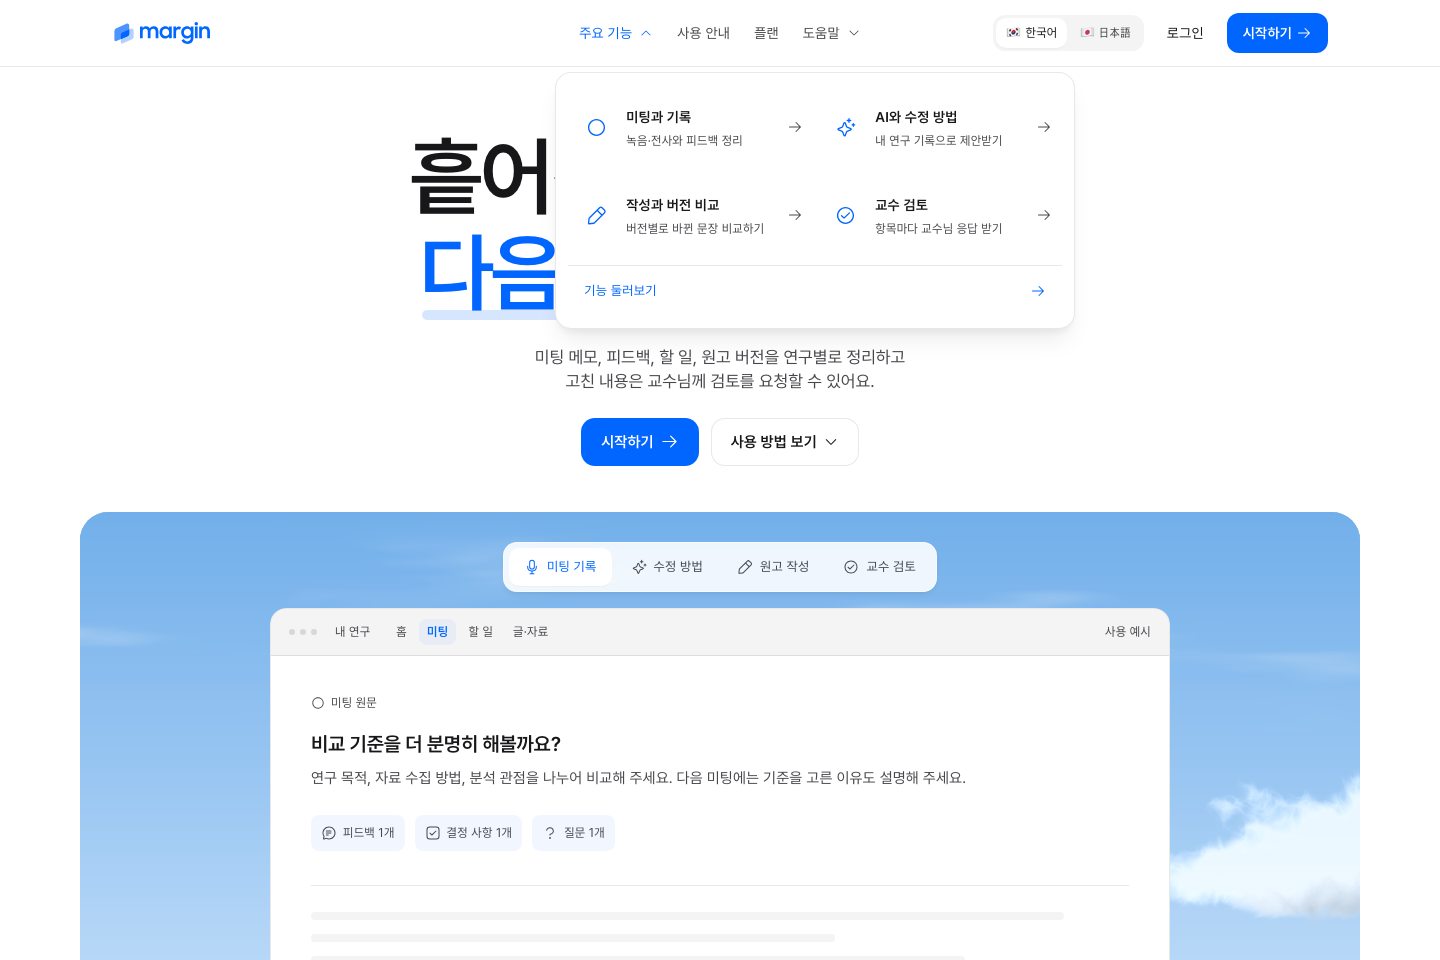 margin
주요 기능
사용 안내
플랜
도움말
한국어
日本語
로그인
시작하기
미팅과 기록
녹음·전사와 피드백 정리
AI와 수정 방법
내 연구 기록으로 제안받기
작성과 버전 비교
버전별로 바뀐 문장 비교하기
교수 검토
항목마다 교수님 응답 받기
기능 둘러보기
흩어
다음
미팅 메모, 피드백, 할 일, 원고 버전을 연구별로 정리하고
고친 내용은 교수님께 검토를 요청할 수 있어요.
시작하기
사용 방법 보기
미팅 기록
수정 방법
원고 작성
교수 검토
내 연구
홈
미팅
할 일
글·자료
사용 예시
미팅 원문
비교 기준을 더 분명히 해볼까요?
연구 목적, 자료 수집 방법, 분석 관점을 나누어 비교해 주세요. 다음 미팅에는 기준을 고른 이유도 설명해 주세요.
피드백 1개
결정 사항 1개
질문 1개